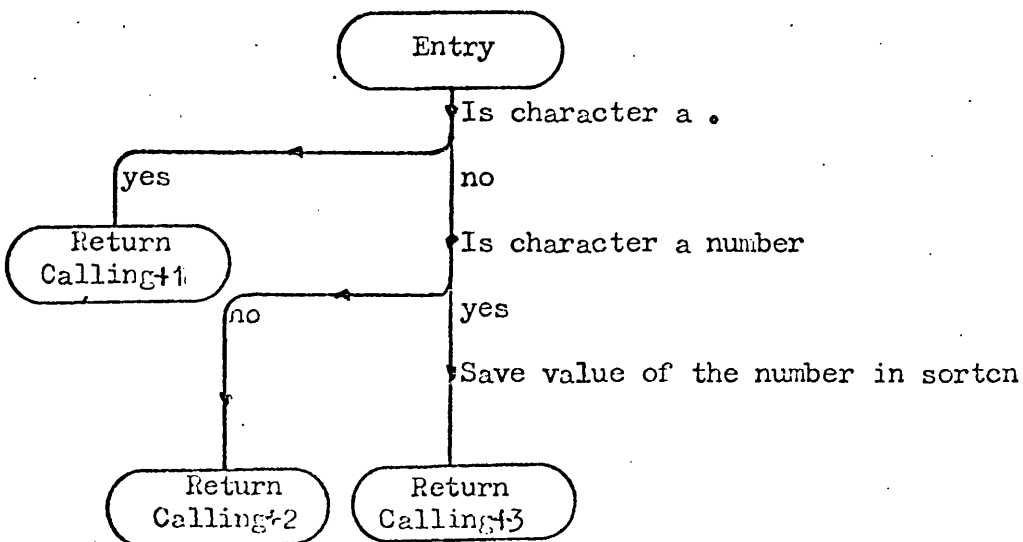 Entry
Is character a .
yes
no
Return
Calling+1
Is character a number
no
yes
Save value of the number in sortcn
Return
Calling+2
Return
Calling+3